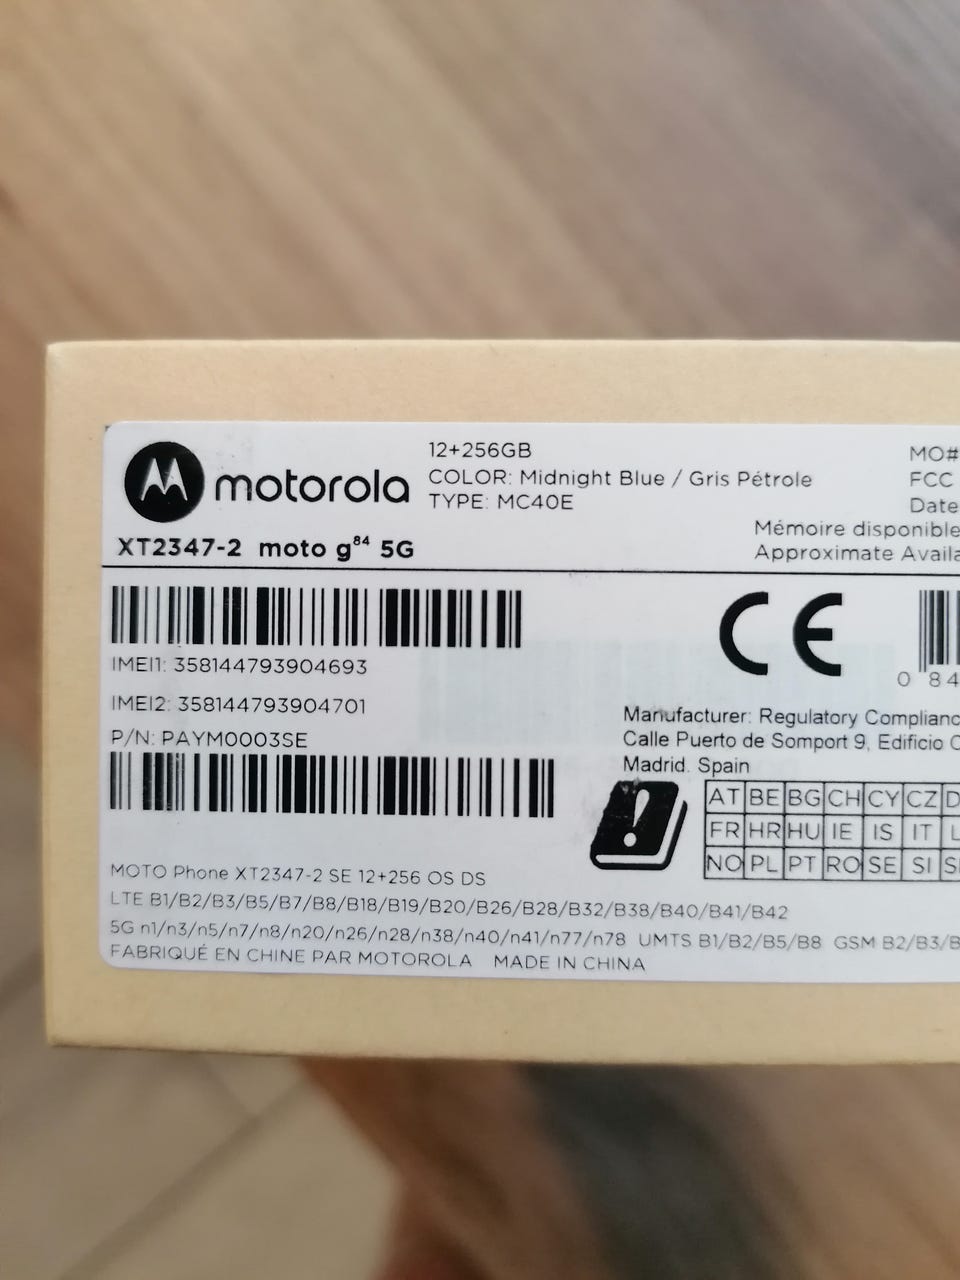 motorola
12+256GB
COLOR: Midnight Blue / Gris Pétrole
TYPE: MC40E
MO#
FCC
Date
Mémoire disponible
Approximate Availa
XT2347-2 moto g84 5G
IMEI1: 358144793904693
IMEI2: 358144793904701
P/N: PAYM0003SE
CE
0 84
Manufacturer: Regulatory Complianc
Calle Puerto de Somport 9, Edificio
Madrid. Spain
AT BE BG CH CY CZ D
FR HR HU IE IS IT L
NO PL PT RO SE SI S
MOTO Phone XT2347-2 SE 12+256 OS DS
LTE B1/B2/B3/B5/B7/B8/B18/B19/B20/B26/B28/B32/B38/B40/B41/B42
5G n1/n3/n5/n7/n8/n20/n26/n28/n38/n40/n41/n77/n78 UMTS B1/B2/B5/B8 GSM B2/B3/B
FABRIQUÉ EN CHINE PAR MOTOROLA MADE IN CHINA